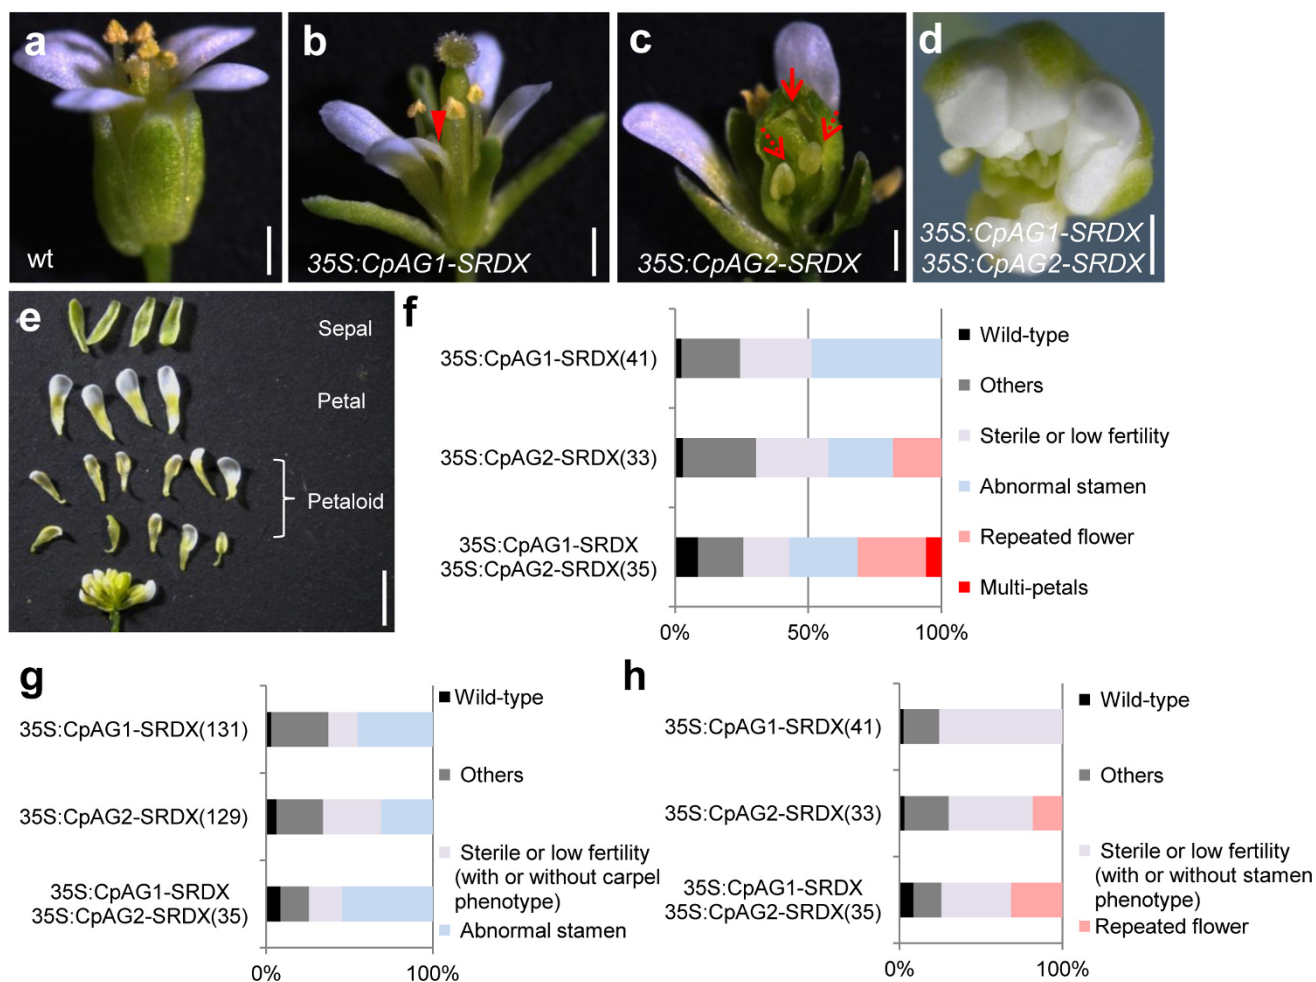 a
wt
b
35S:CpAG1-SRDX
c
35S:CpAG2-SRDX
d
35S:CpAG1-SRDX
35S:CpAG2-SRDX
e
Sepal
Petal
Petaloid
f
35S:CpAG1-SRDX(41)
35S:CpAG2-SRDX(33)
35S:CpAG1-SRDX
35S:CpAG2-SRDX(35)
0%
50%
100%
Wild-type
Others
Sterile or low fertility
Abnormal stamen
Repeated flower
Multi-petals
g
35S:CpAG1-SRDX(131)
35S:CpAG2-SRDX(129)
35S:CpAG1-SRDX
35S:CpAG2-SRDX(35)
0%
100%
Wild-type
Others
Sterile or low fertility
(with or without carpel
phenotype)
Abnormal stamen
h
35S:CpAG1-SRDX(41)
35S:CpAG2-SRDX(33)
35S:CpAG1-SRDX
35S:CpAG2-SRDX(35)
0%
100%
Wild-type
Others
Sterile or low fertility
(with or without stamen
phenotype)
Repeated flower